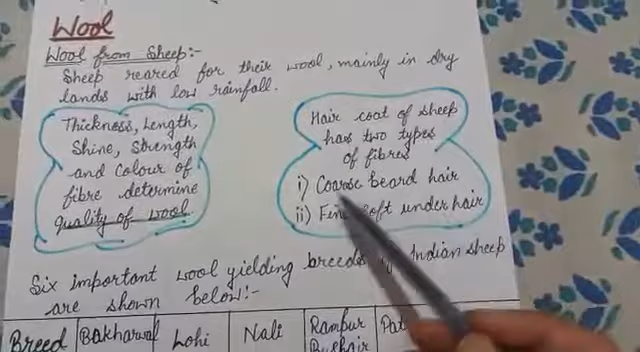 Wool
Wool from Sheep:-
Sheep reared for their wool, mainly in dry
lands with low rainfall.
Thickness, Length,
Shine, Strength
and Colour of
fibre determine
quality of wool
Hair coat of sheep
has two types
of fibres
i) Coarse beard hair
ii) Fine soft under hair
Six important wool yielding breeds of Indian sheep
are shown below:-
Breed
Bakharwal
Lohi
Nali
Rampur
Bushair